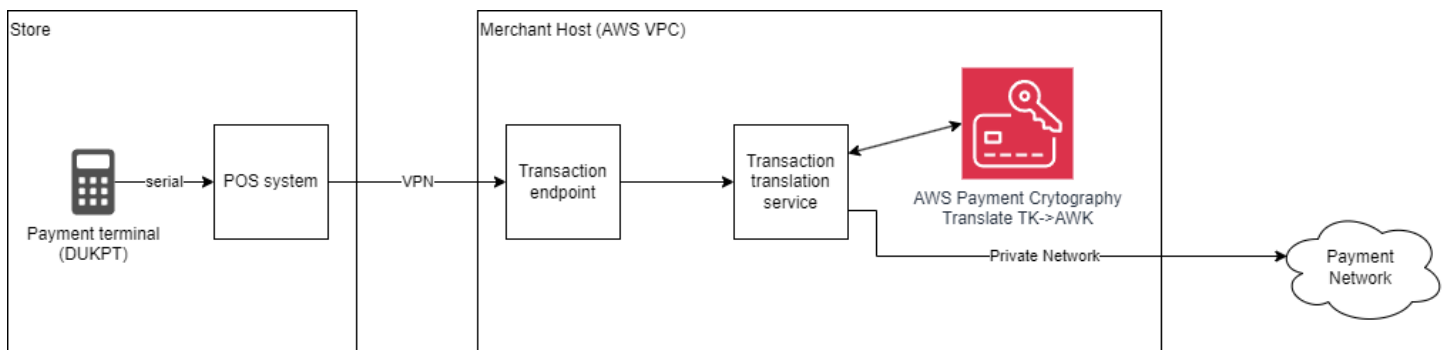 Store
Merchant Host (AWS VPC)
serial
POS system
VPN
Transaction
endpoint
Transaction
translation
service
Payment terminal
(DUKPT)
AWS Payment Crytography
Translate TK->AWK
Private Network
Payment
Network